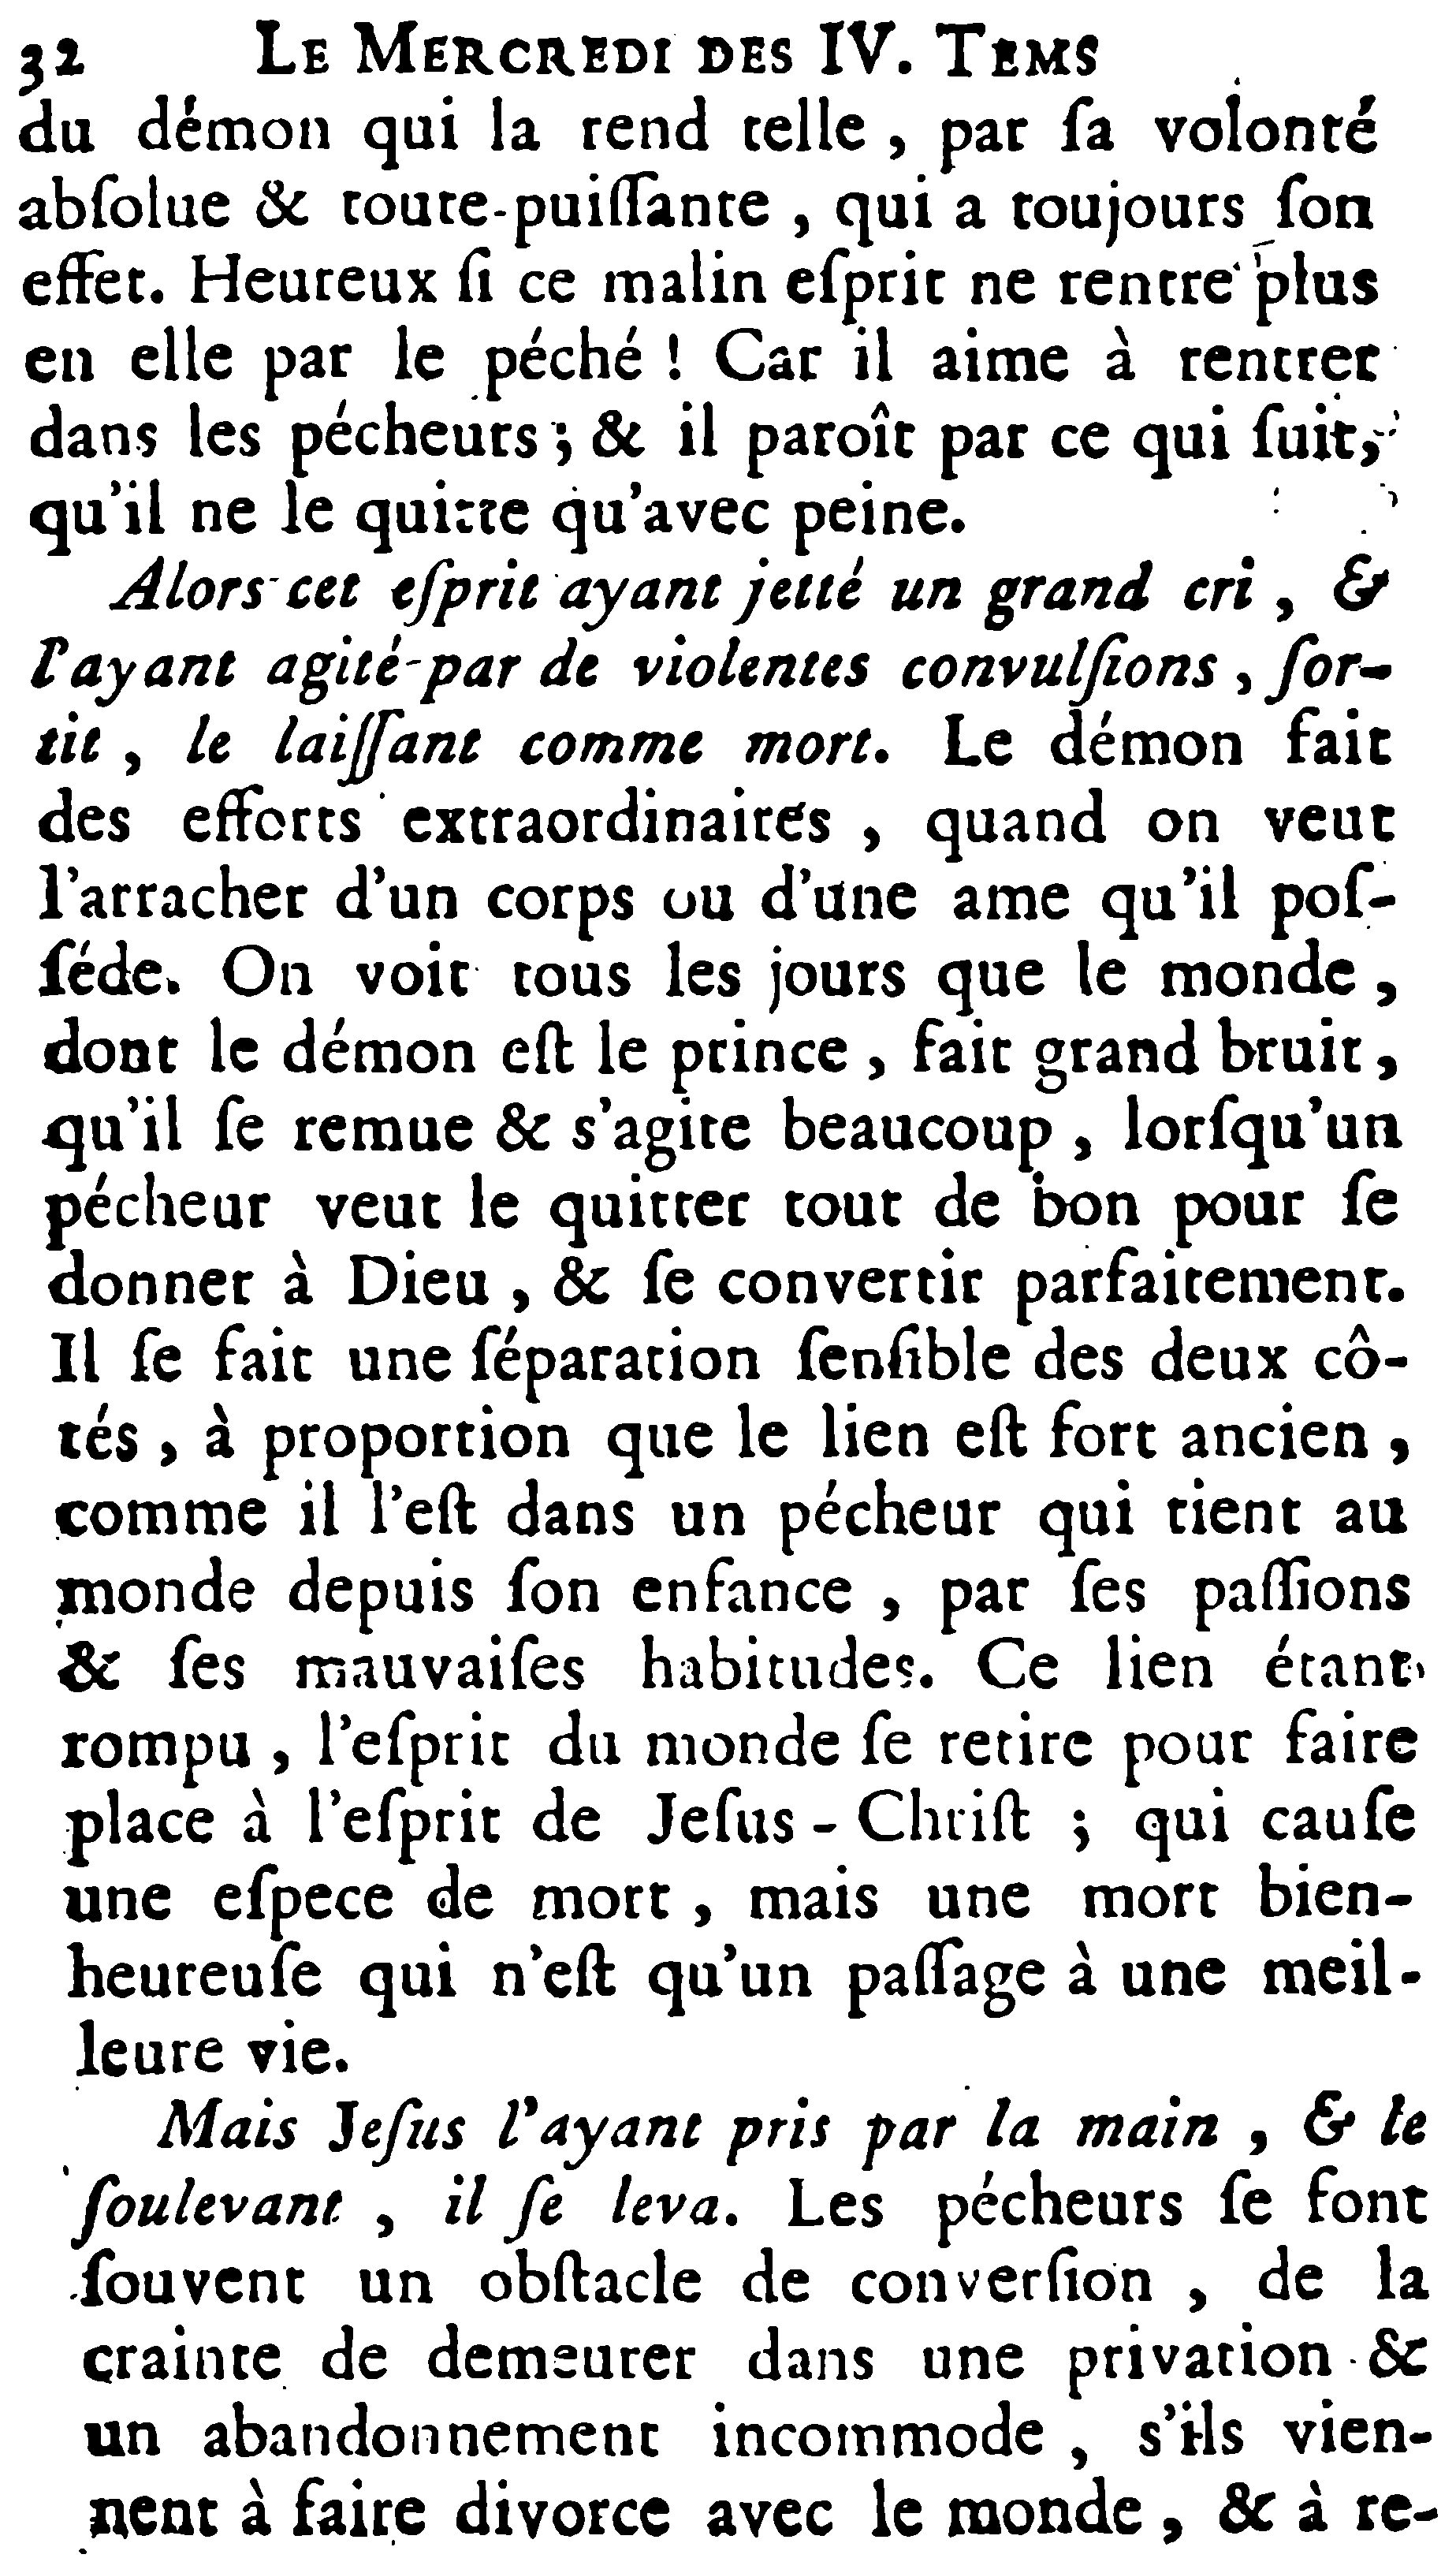 32 LE MERCREDI DES IV. TEMS
du démon qui la rend telle , par ſa volonté
abſolue & toute-puiſſante , qui a toujours ſon
effet. Heureux ſi ce malin eſprit ne rentre plus
en elle par le péché ! Car il aime à rentrer
dans les pécheurs ; & il paroît par ce qui ſuit,
qu'il ne le quitte qu'avec peine.
Alors cet eſprit ayant jetté un grand cri , &
l'ayant agité par de violentes convulſions , ſor-
tit , le laiſſant comme mort. Le démon fait
des efforts extraordinaires , quand on veut
l'arracher d'un corps ou d'une ame qu'il poſ-
ſéde. On voit tous les jours que le monde ,
dont le démon eſt le prince , fait grand bruit ,
qu'il ſe remue & s'agite beaucoup , lorſqu'un
pécheur veut le quitter tout de bon pour ſe
donner à Dieu , & ſe convertir parfaitement.
Il ſe fait une ſéparation ſenſible des deux cô-
tés , à proportion que le lien eſt fort ancien ,
comme il l'eſt dans un pécheur qui tient au
monde depuis ſon enfance , par ſes paſſions
& ſes mauvaiſes habitudes. Ce lien étant
rompu , l'eſprit du monde ſe retire pour faire
place à l'eſprit de Jeſus - Chriſt ; qui cauſe
une eſpece de mort , mais une mort bien-
heureuſe qui n'eſt qu'un paſſage à une meil-
leure vie.
Mais Jeſus l'ayant pris par la main , & le
ſoulevant , il ſe leva. Les pécheurs ſe font
ſouvent un obſtacle de converſion , de la
crainte de demeurer dans une privation &
un abandonnement incommode , s'ils vien-
nent à faire divorce avec le monde , & à re-